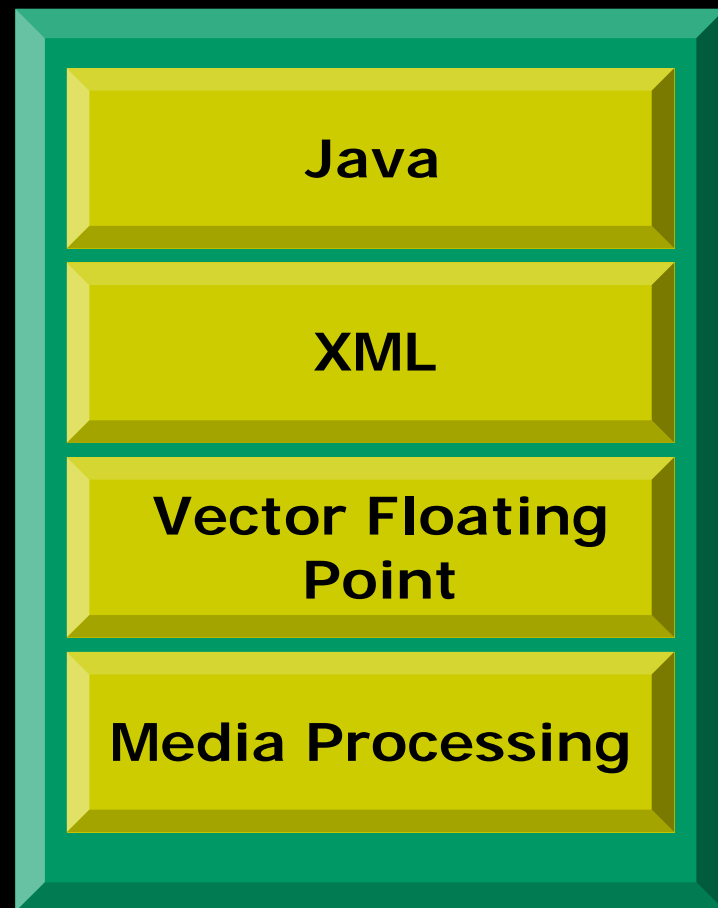 Java
XML
Vector Floating
Point
Media Processing